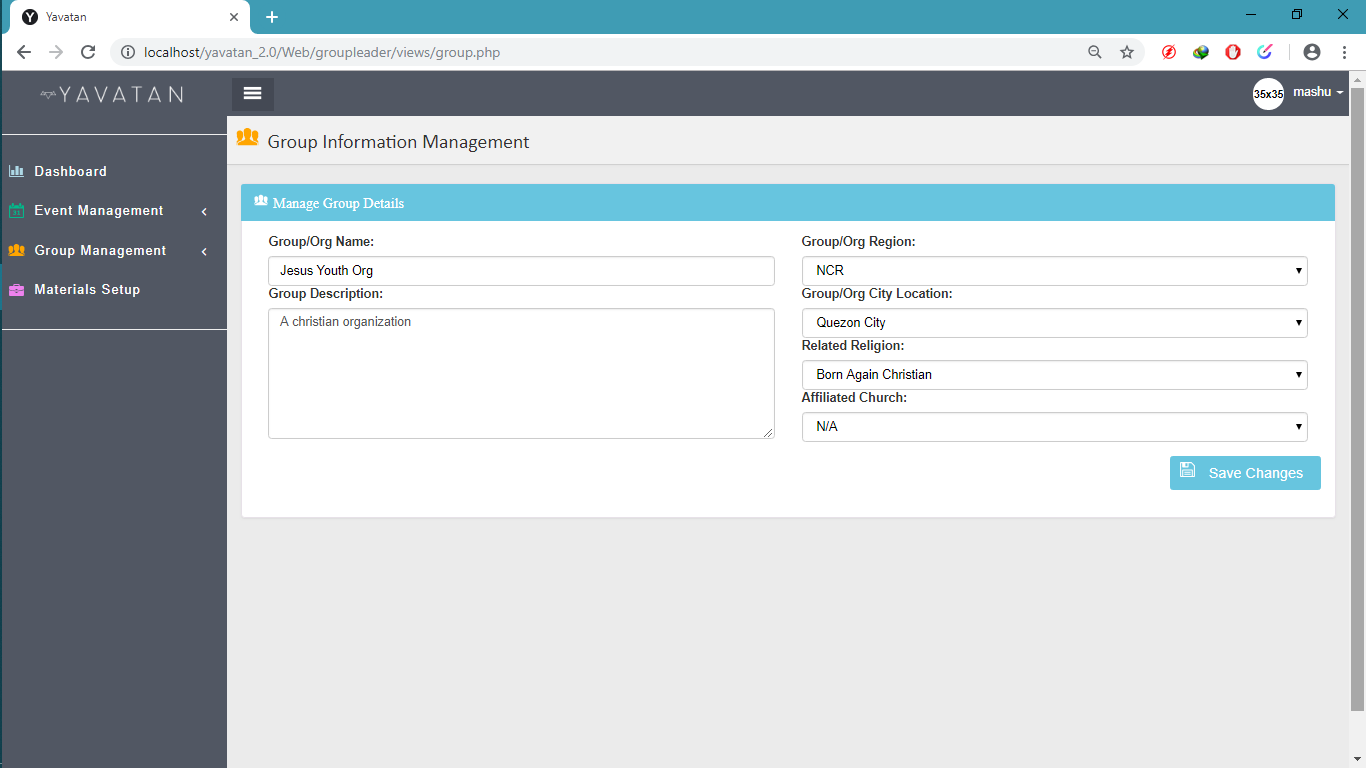 Yavatan
localhost/yavatan_2.0/Web/groupleader/views/group.php
YAVATAN
35x35
mashu
Dashboard
Event Management
31
Group Management
Materials Setup
Group Information Management
Manage Group Details
Group/Org Name:
Jesus Youth Org
Group Description:
A christian organization
Group/Org Region:
NCR
Group/Org City Location:
Quezon City
Related Religion:
Born Again Christian
Affiliated Church:
N/A
Save Changes